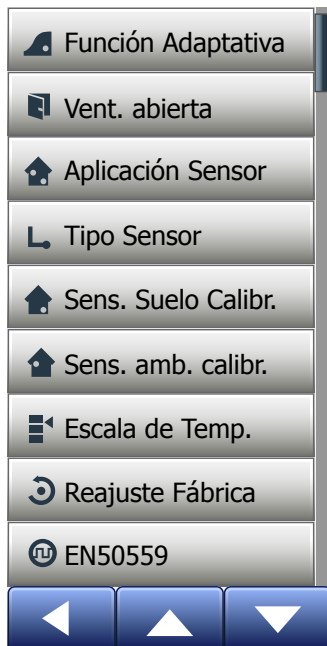 Función Adaptativa
Vent. abierta
Aplicación Sensor
Tipo Sensor
Sens. Suelo Calibr.
Sens. amb. calibr.
Escala de Temp.
Reajuste Fábrica
EN50559